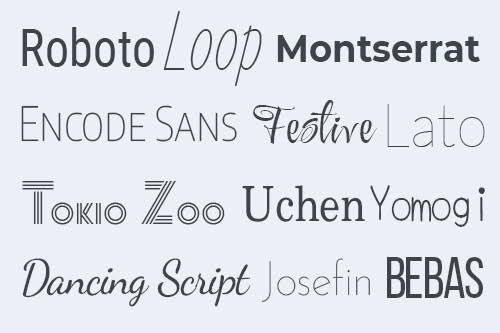 Roboto Loop Montserrat
ENCODE SANS Festive Lato
TOKIO ZOO Uchen Yomogi
Dancing Script Josefin BEBAS